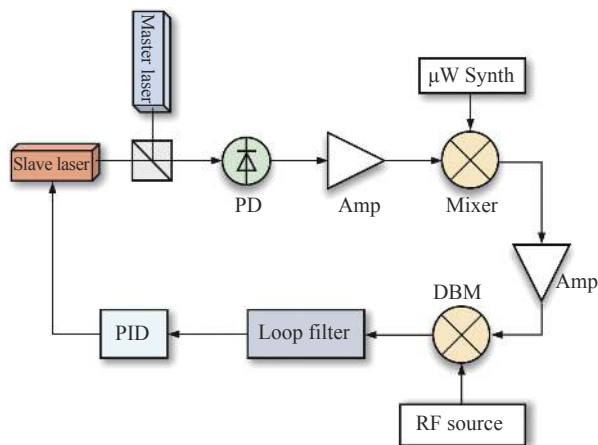 Master laser
µW Synth
Slave laser
PD
Amp
Mixer
Amp
DBM
PID
Loop filter
RF source